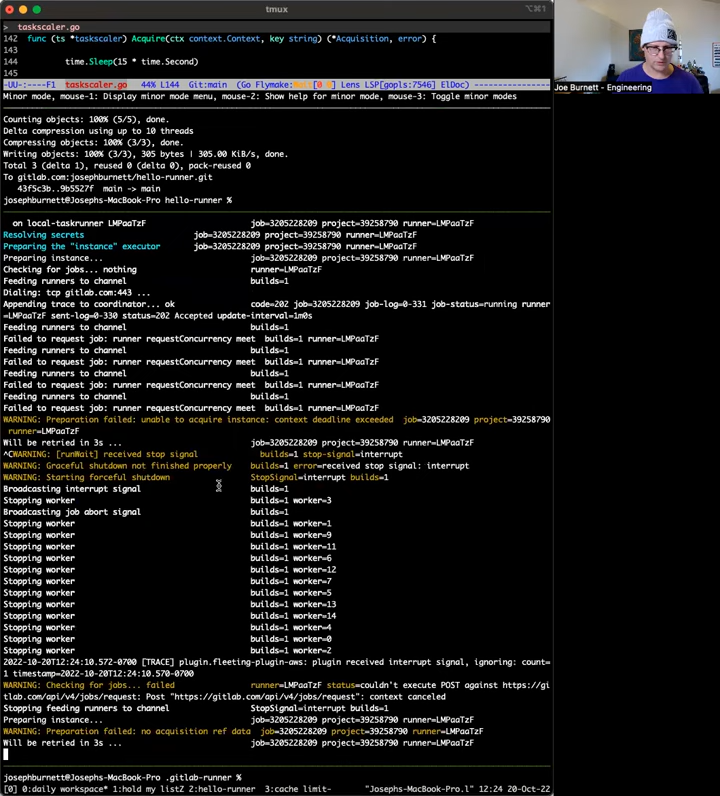 tmux
⌥⌘1
> taskscaler.go
142 func (ts *taskscaler) Acquire(ctx context.Context, key string) (*Acquisition, error) {
143
144 time.Sleep(15 * time.Second)
145
-UU-:----F1 taskscaler.go 44% L144 Git:main (Go Flymake: [0 0] Lens LSP[gopls:7546] ElDoc) ----------
Minor mode, mouse-1: Display minor mode menu, mouse-2: Show help for minor mode, mouse-3: Toggle minor modes
Joe Burnett - Engineering
Counting objects: 100% (5/5), done.
Delta compression using up to 10 threads
Compressing objects: 100% (3/3), done.
Writing objects: 100% (3/3), 305 bytes | 305.00 KiB/s, done.
Total 3 (delta 1), reused 0 (delta 0), pack-reused 0
To gitlab.com:josephburnett/hello-runner.git
43f5c3b..9b5527f main -> main
josephburnett@Josephs-MacBook-Pro hello-runner %
on local-taskrunner LMPaaTzF job=3205228209 project=39258790 runner=LMPaaTzF
Resolving secrets job=3205228209 project=39258790 runner=LMPaaTzF
Preparing the "instance" executor job=3205228209 project=39258790 runner=LMPaaTzF
Preparing instance... job=3205228209 project=39258790 runner=LMPaaTzF
Checking for jobs... nothing runner=LMPaaTzF
Feeding runners to channel builds=1
Dialing: tcp gitlab.com:443 ...
Appending trace to coordinator... ok code=202 job=3205228209 job-log=0-331 job-status=running runner
=LMPaaTzF sent-log=0-330 status=202 Accepted update-interval=1m0s
Feeding runners to channel builds=1
Failed to request job: runner requestConcurrency meet builds=1 runner=LMPaaTzF
Feeding runners to channel builds=1
Failed to request job: runner requestConcurrency meet builds=1 runner=LMPaaTzF
Feeding runners to channel builds=1
Failed to request job: runner requestConcurrency meet builds=1 runner=LMPaaTzF
Feeding runners to channel builds=1
Failed to request job: runner requestConcurrency meet builds=1 runner=LMPaaTzF
WARNING: Preparation failed: unable to acquire instance: context deadline exceeded job=3205228209 project=39258790
runner=LMPaaTzF
Will be retried in 3s ... job=3205228209 project=39258790 runner=LMPaaTzF
^CWARNING: [runWait] received stop signal builds=1 stop-signal=interrupt
WARNING: Graceful shutdown not finished properly builds=1 error=received stop signal: interrupt
WARNING: Starting forceful shutdown StopSignal=interrupt builds=1
Broadcasting interrupt signal builds=1
Stopping worker builds=1 worker=3
Broadcasting job abort signal builds=1
Stopping worker builds=1 worker=1
Stopping worker builds=1 worker=9
Stopping worker builds=1 worker=11
Stopping worker builds=1 worker=6
Stopping worker builds=1 worker=12
Stopping worker builds=1 worker=7
Stopping worker builds=1 worker=5
Stopping worker builds=1 worker=13
Stopping worker builds=1 worker=14
Stopping worker builds=1 worker=4
Stopping worker builds=1 worker=0
Stopping worker builds=1 worker=2
2022-10-20T12:24:10.572-0700 [TRACE] plugin.fleeting-plugin-aws: plugin received interrupt signal, ignoring: count=
1 timestamp=2022-10-20T12:24:10.570-0700
WARNING: Checking for jobs... failed runner=LMPaaTzF status=couldn't execute POST against https://gi
tlab.com/api/v4/jobs/request: Post "https://gitlab.com/api/v4/jobs/request": context canceled
Stopping feeding runners to channel StopSignal=interrupt builds=1
Preparing instance... job=3205228209 project=39258790 runner=LMPaaTzF
WARNING: Preparation failed: no acquisition ref data job=3205228209 project=39258790 runner=LMPaaTzF
Will be retried in 3s ... job=3205228209 project=39258790 runner=LMPaaTzF
josephburnett@Josephs-MacBook-Pro .gitlab-runner %
[0] 0:daily workspace* 1:hold my listZ 2:hello-runner 3:cache limit- "Josephs-MacBook-Pro.l" 12:24 20-Oct-22